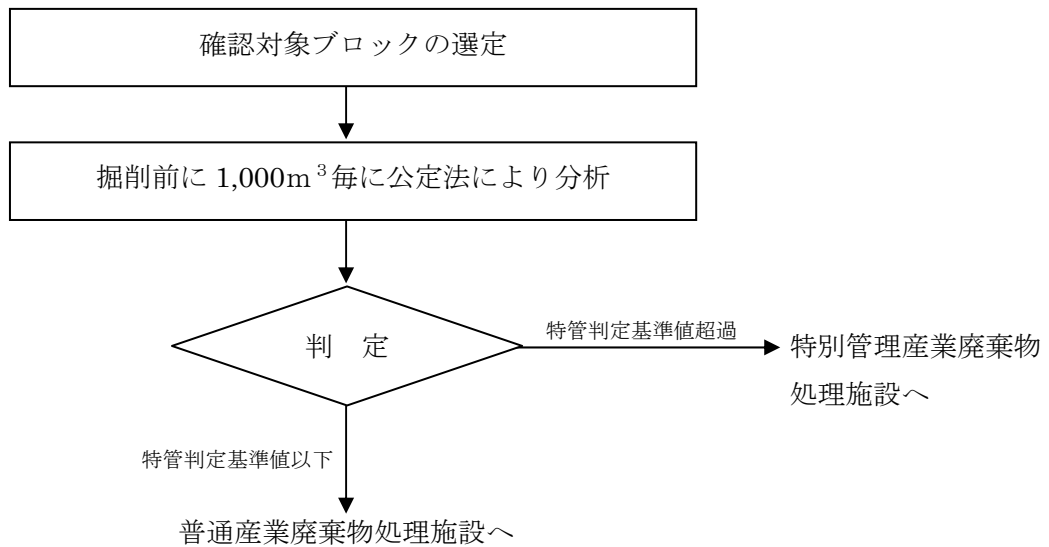 確認対象ブロックの選定
掘削前に 1,000m³毎に公定法により分析
判　定
特管判定基準値超過
特別管理産業廃棄物
処理施設へ
特管判定基準値以下
普通産業廃棄物処理施設へ